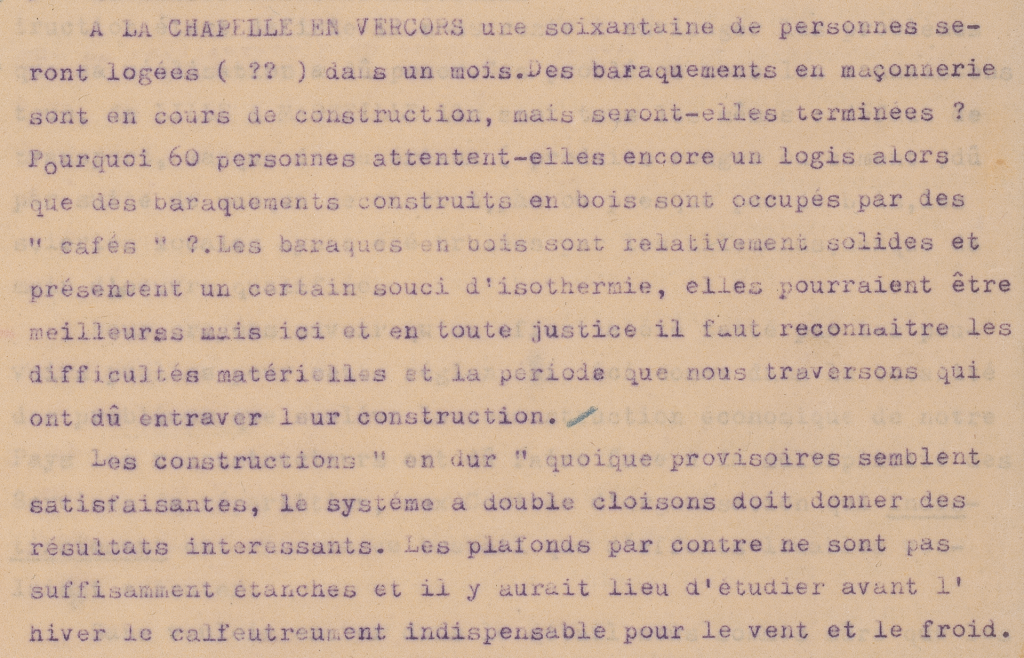 A LA CHAPELLE EN VERCORS une soixantaine de personnes se-
ront logées ( ?? ) dans un mois.Des baraquements en maçonnerie
sont en cours de construction, mais seront-elles terminées ?
Pourquoi 60 personnes attentent-elles encore un logis alors
que des baraquements construits en bois sont occupés par des
" cafés " ?.Les baraques en bois sont relativement solides et
présentent un certain souci d'isothermie, elles pourraient être
meilleurss mais ici et en toute justice il faut reconnaitre les
difficultés matérielles et la période que nous traversons qui
ont dû entraver leur construction.
Les constructions " en dur " quoique provisoires semblent
satisfaisantes, le systéme a double cloisons doit donner des
résultats interessants. Les plafonds par contre ne sont pas
suffisamment étanches et il y aurait lieu d'étudier avant l'
hiver le calfeutreument indispensable pour le vent et le froid.